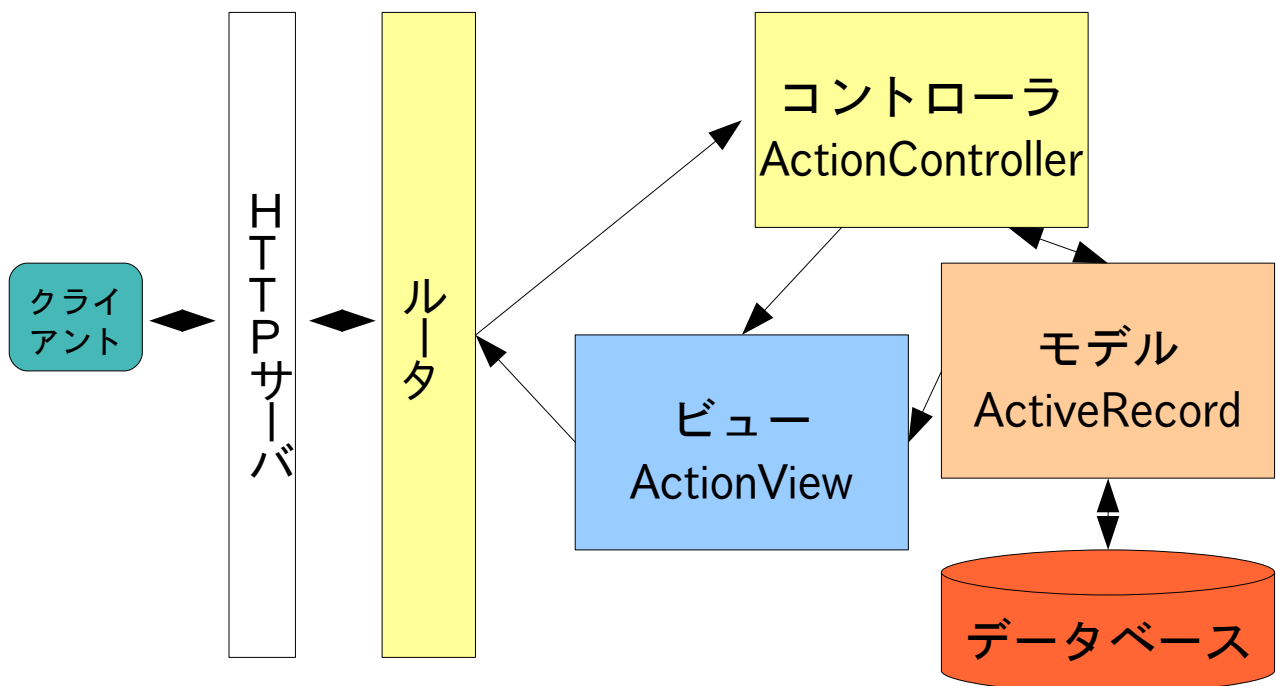 クライ
アント
HTTPサーバ
ルータ
コントローラ
ActionController
ビュー
ActionView
モデル
ActiveRecord
データベース